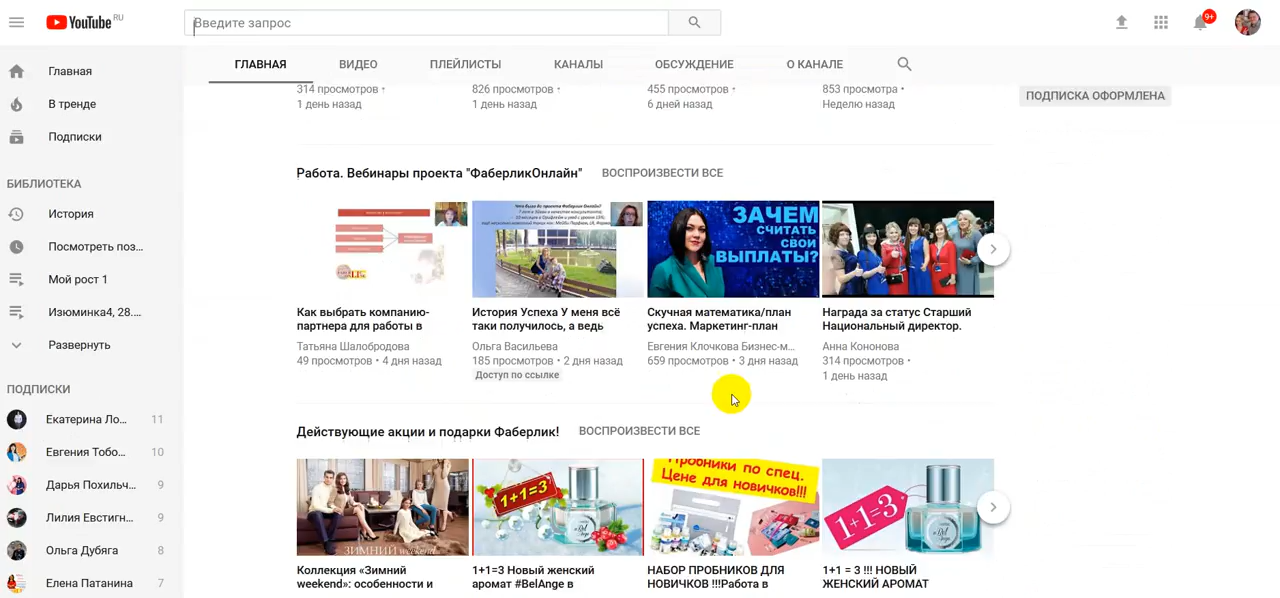 YouTube RU
Введите запрос
9+
Главная
В тренде
Подписки
БИБЛИОТЕКА
История
Посмотреть поз...
Мой рост 1
Изюминка4, 28....
Развернуть
ПОДПИСКИ
Екатерина Ло... 11
Евгения Тобо... 10
Дарья Похильч... 9
Лилия Евстигн... 9
Ольга Дубяга 8
Елена Патанина 7
ГЛАВНАЯ ВИДЕО ПЛЕЙЛИСТЫ КАНАЛЫ ОБСУЖДЕНИЕ О КАНАЛЕ
ПОДПИСКА ОФОРМЛЕНА
314 просмотров •
1 день назад
826 просмотров •
1 день назад
455 просмотров •
6 дней назад
853 просмотра •
Неделю назад
Работа. Вебинары проекта "ФаберликОнлайн" ВОСПРОИЗВЕСТИ ВСЕ
ЗАЧЕМ
СЧИТАТЬ
СВОИ
ВЫПЛАТЫ?
Как выбрать компанию-
партнера для работы в
Татьяна Шалобродова
49 просмотров • 4 дня назад
История Успеха У меня всё
таки получилось, а ведь
Ольга Васильева
185 просмотров • 2 дня назад
Доступ по ссылке
Скучная математика/план
успеха. Маркетинг-план
Евгения Клочкова Бизнес-м...
659 просмотров • 3 дня назад
Награда за статус Старший
Национальный директор.
Анна Кононова
314 просмотров •
1 день назад
Действующие акции и подарки Фаберлик! ВОСПРОИЗВЕСТИ ВСЕ
ЗИМНИЙ weekend
1+1=3
Пробники по спец.
Цене для новичков!!!
1+1=3
Коллекция «Зимний
weekend»: особенности и
1+1=3 Новый женский
аромат #BelAnge в
НАБОР ПРОБНИКОВ ДЛЯ
НОВИЧКОВ !!!Работа в
1+1 = 3 !!! НОВЫЙ
ЖЕНСКИЙ АРОМАТ